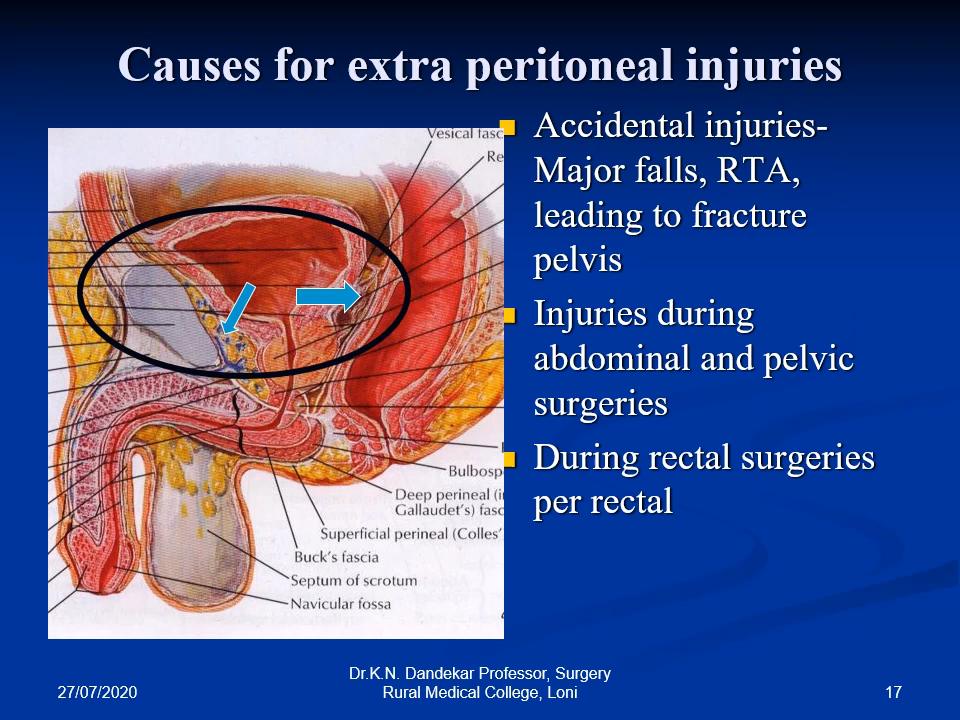 Causes for extra peritoneal injuries
Accidental injuries-
Major falls, RTA,
leading to fracture
pelvis
Injuries during
abdominal and pelvic
surgeries
During rectal surgeries
per rectal
Vesical fasc
Re
Bulbosp
Deep perineal (i
Gallaudet's) fasc
Superficial perineal (Colles'
Buck's fascia
Septum of scrotum
Navicular fossa
27/07/2020
Dr.K.N. Dandekar Professor, Surgery
Rural Medical College, Loni
17